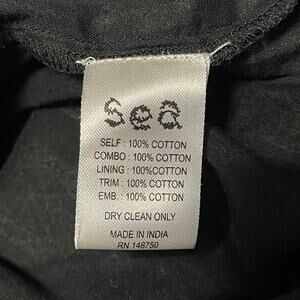 sea
SELF : 100% COTTON
COMBO : 100% COTTON
LINING : 100% COTTON
TRIM : 100% COTTON
EMB. : 100% COTTON
DRY CLEAN ONLY
MADE IN INDIA
RN 148750